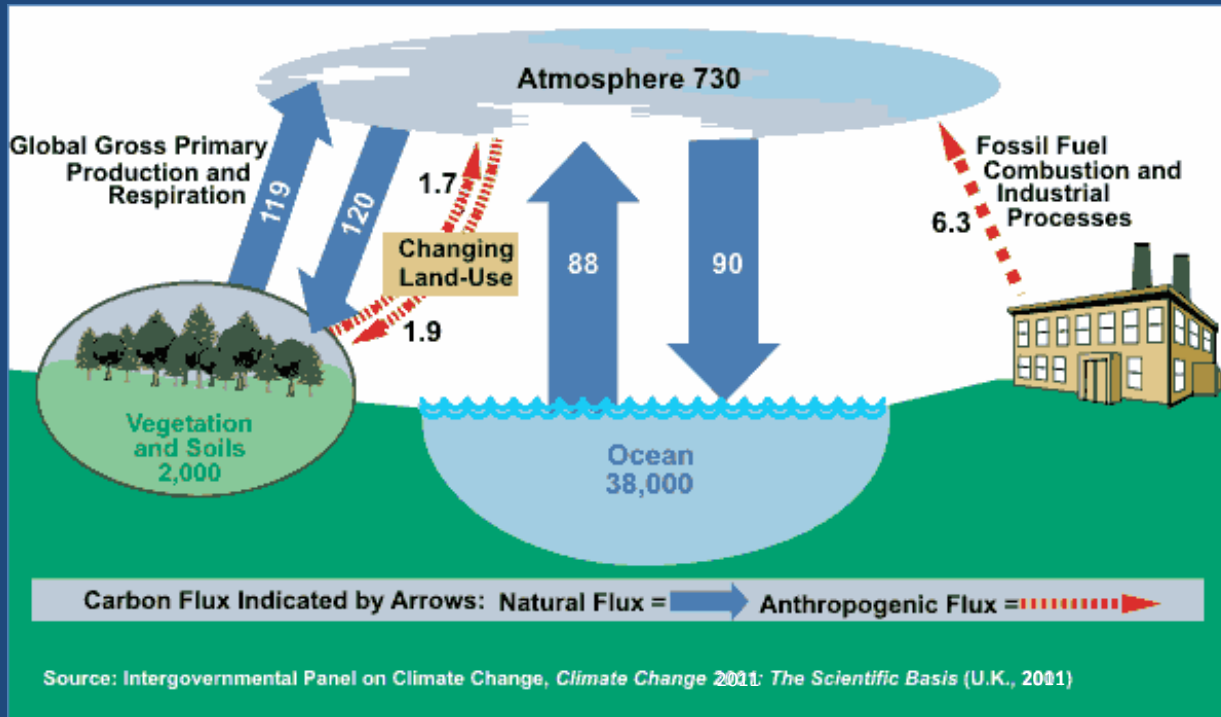 Atmosphere 730
Global Gross Primary
Production and
Respiration
119
120
1.7
Changing
Land-Use
1.9
88
90
Fossil Fuel
Combustion and
Industrial
Processes
6.3
Vegetation
and Soils
2,000
Ocean
38,000
Carbon Flux Indicated by Arrows: Natural Flux = Anthropogenic Flux =
Source: Intergovernmental Panel on Climate Change, Climate Change : The Scientific Basis (U.K., 2001)